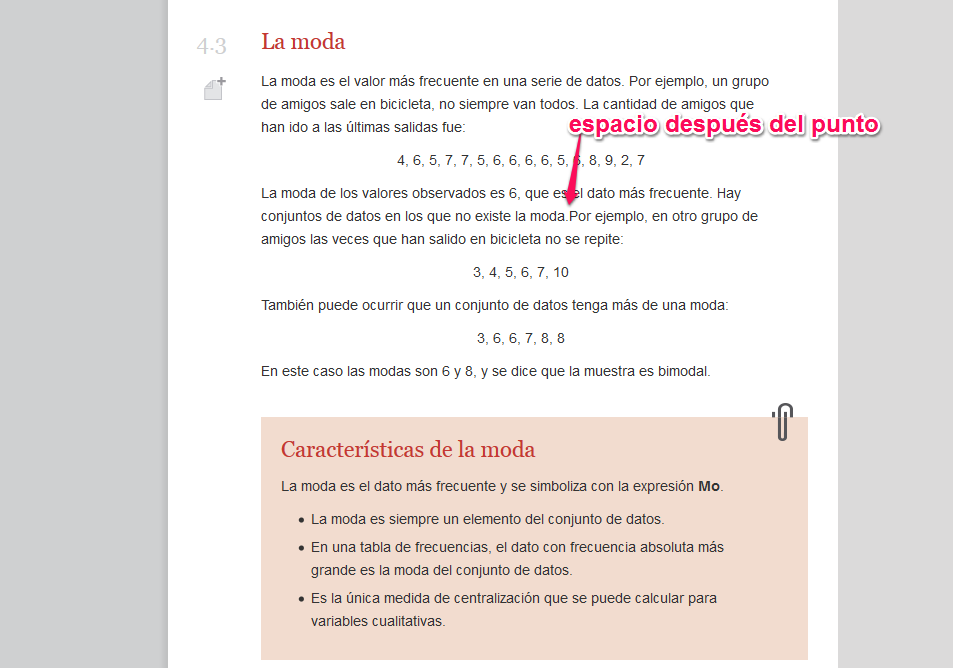 4.3 La moda
La moda es el valor más frecuente en una serie de datos. Por ejemplo, un grupo
de amigos sale en bicicleta, no siempre van todos. La cantidad de amigos que
han ido a las últimas salidas fue:
espacio después del punto
4, 6, 5, 7, 7, 5, 6, 6, 6, 6, 5, 6, 8, 9, 2, 7
La moda de los valores observados es 6, que es el dato más frecuente. Hay
conjuntos de datos en los que no existe la moda.Por ejemplo, en otro grupo de
amigos las veces que han salido en bicicleta no se repite:
3, 4, 5, 6, 7, 10
También puede ocurrir que un conjunto de datos tenga más de una moda:
3, 6, 6, 7, 8, 8
En este caso las modas son 6 y 8, y se dice que la muestra es bimodal.
Características de la moda
La moda es el dato más frecuente y se simboliza con la expresión Mo.
• La moda es siempre un elemento del conjunto de datos.
• En una tabla de frecuencias, el dato con frecuencia absoluta más
grande es la moda del conjunto de datos.
• Es la única medida de centralización que se puede calcular para
variables cualitativas.